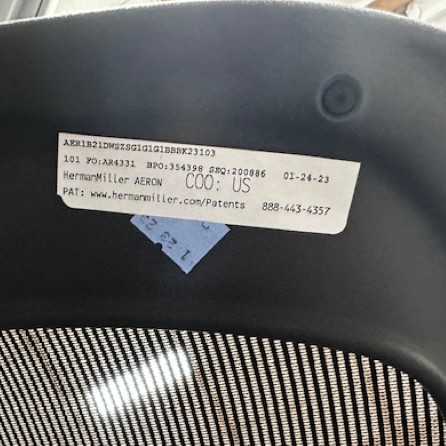 AER1B21DWSZSG1G1G1BBBK23103
101 FO:AR4331 BPO:354398 SEQ:200886 01-24-23
HermanMiller AERON COO: US
PAT: www.hermanmiller.com/Patents 888-443-4357